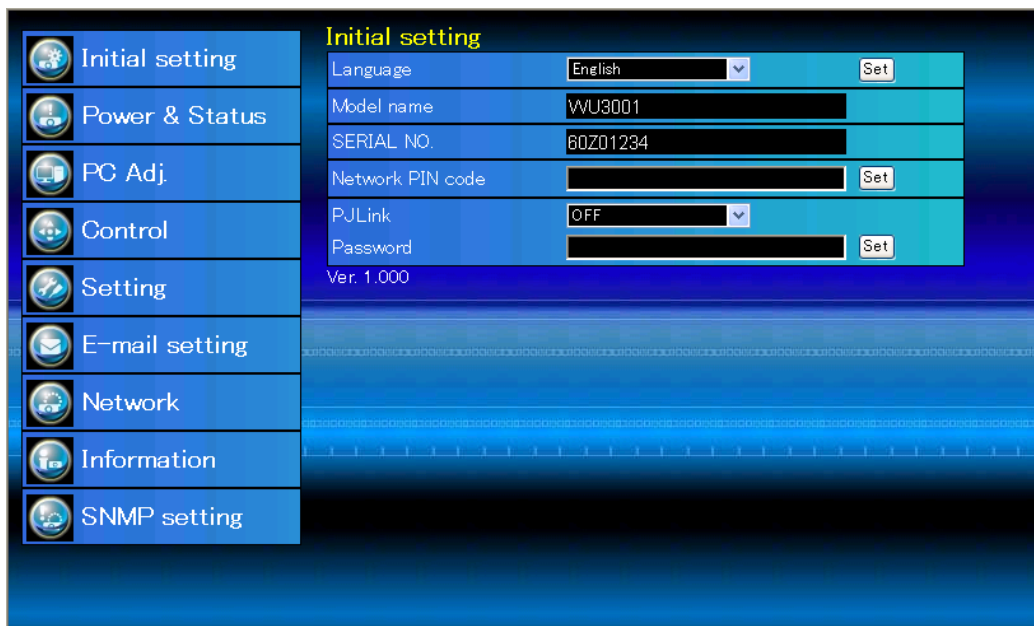 Initial setting
Power & Status
PC Adj.
Control
Setting
E-mail setting
Network
Information
SNMP setting
Initial setting
Language English Set
Model name WU3001
SERIAL NO. 60Z01234
Network PIN code Set
PJLink OFF
Password Set
Ver. 1.000